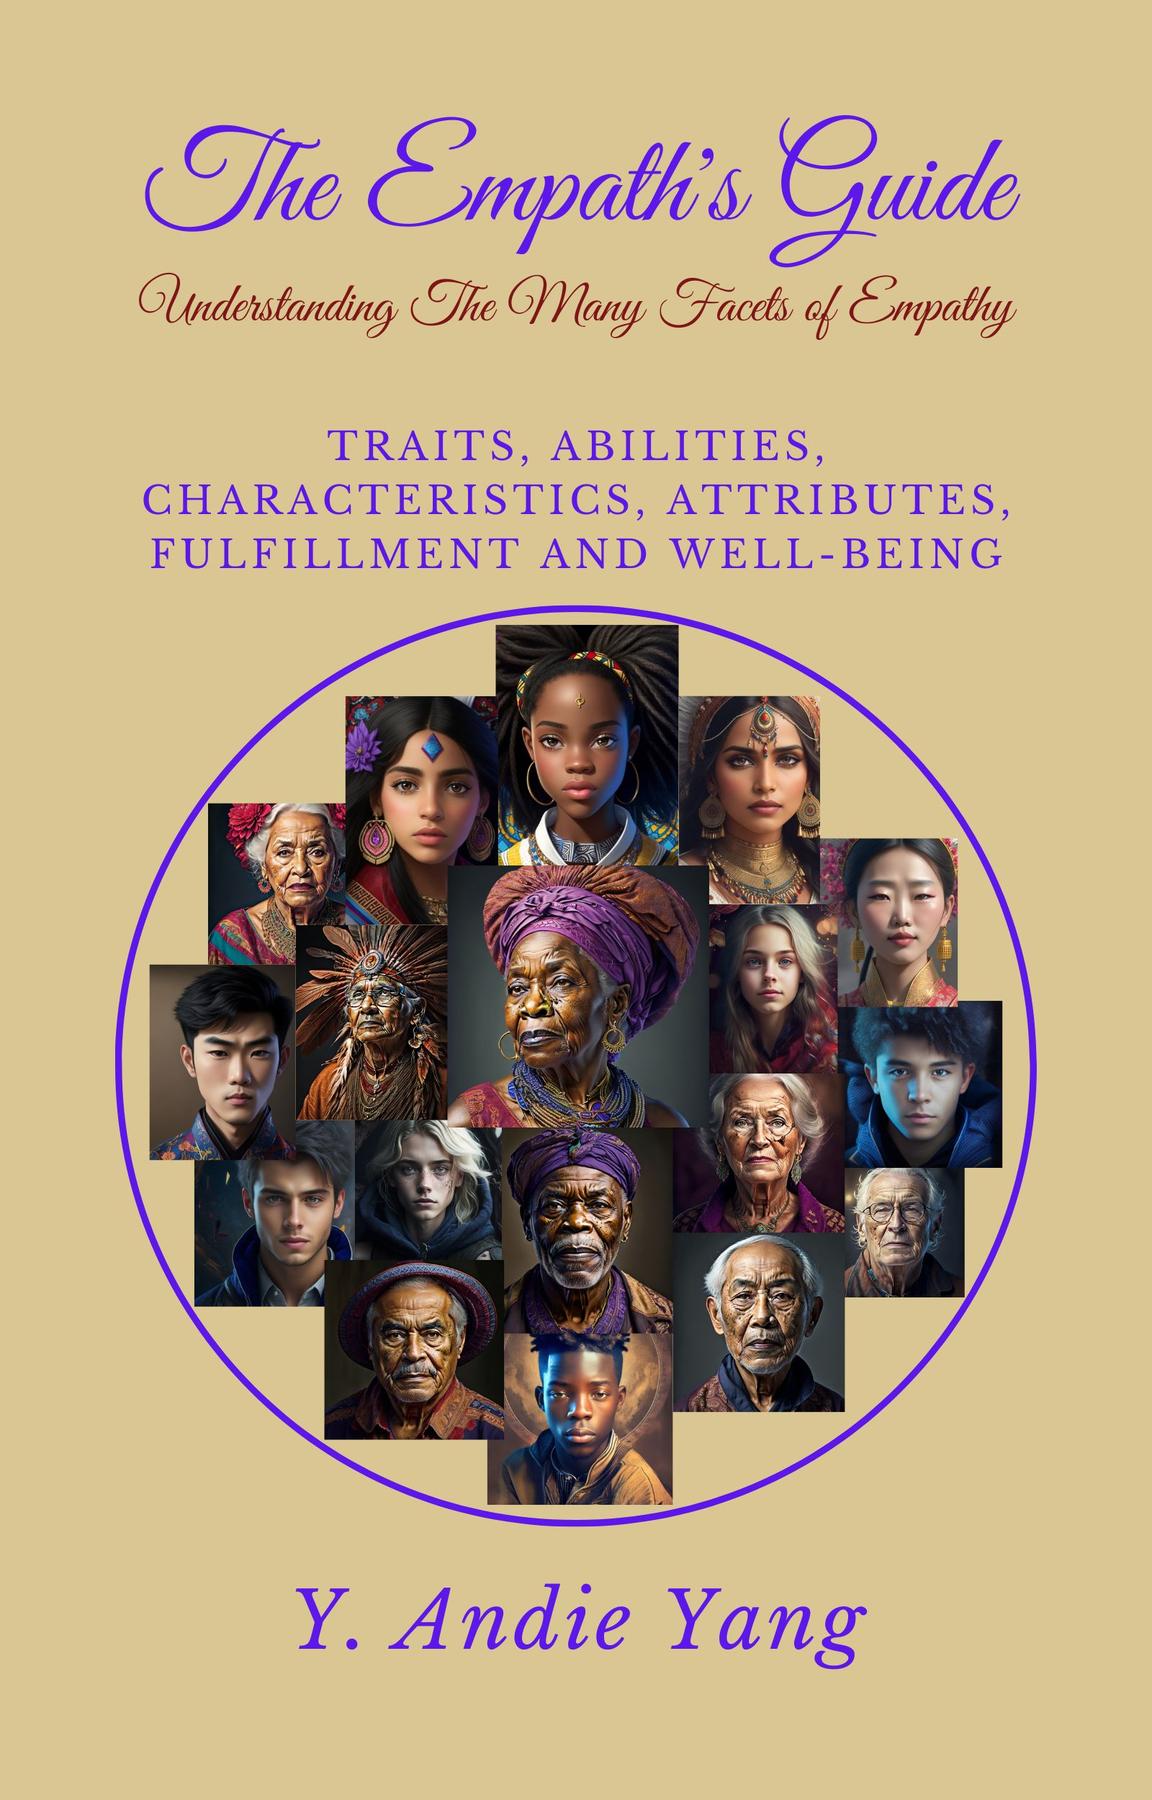 The Empath's Guide
Understanding The Many Facets of Empathy
TRAITS, ABILITIES,
CHARACTERISTICS, ATTRIBUTES,
FULFILLMENT AND WELL-BEING
Y. Andie Yang